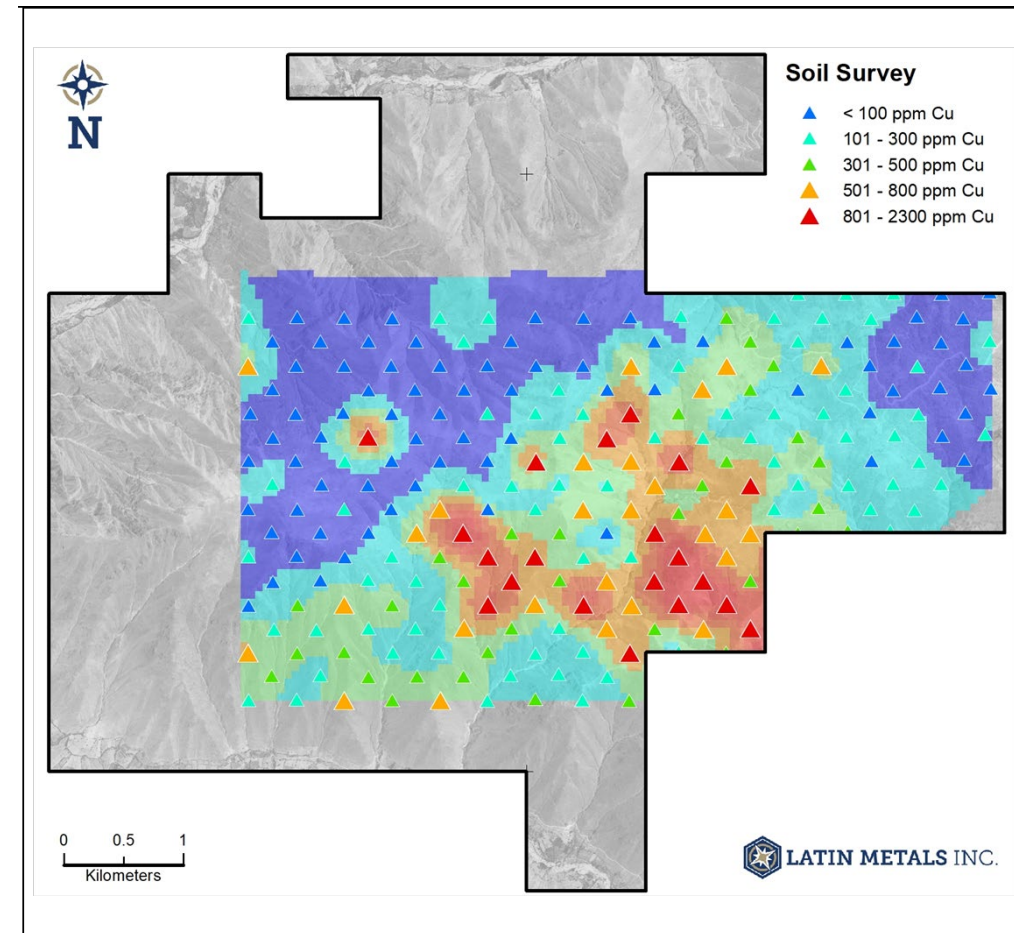 N
Soil Survey
< 100 ppm Cu
101 - 300 ppm Cu
301 - 500 ppm Cu
501 - 800 ppm Cu
801 - 2300 ppm Cu
0 0.5 1
Kilometers
LATIN METALS INC.